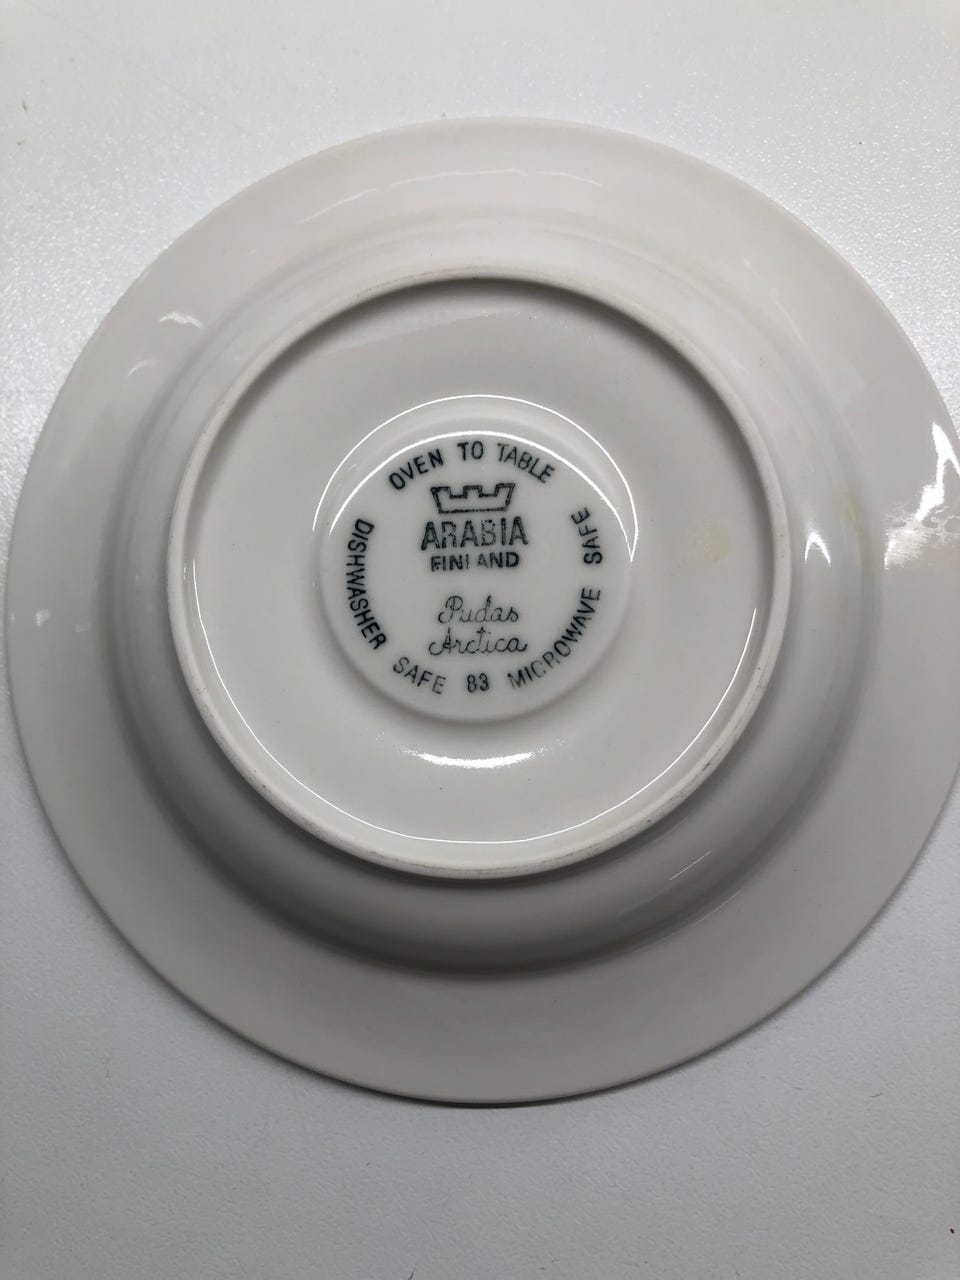 OVEN TO TABLE
ARABIA
FINLAND
Pudas
Arctica
DISHWASHER SAFE 83 MICROWAVE SAFE